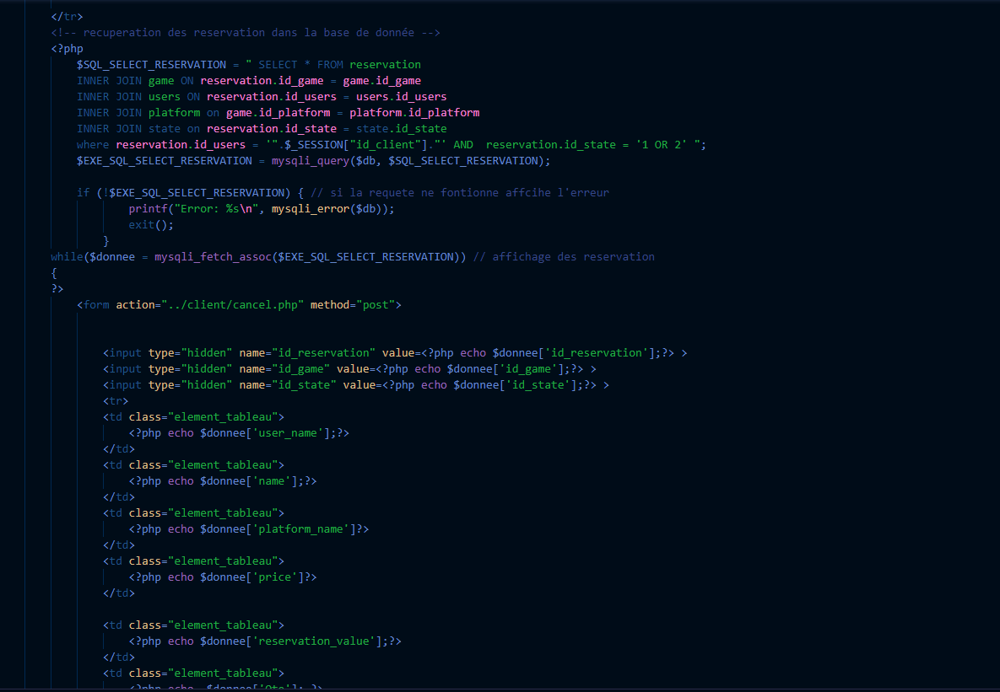 </tr>
<!-- recuperation des reservation dans la base de donnée -->
<?php
$SQL_SELECT_RESERVATION = " SELECT * FROM reservation
INNER JOIN game ON reservation.id_game = game.id_game
INNER JOIN users ON reservation.id_users = users.id_users
INNER JOIN platform on game.id_platform = platform.id_platform
INNER JOIN state on reservation.id_state = state.id_state
where reservation.id_users = '".$_SESSION["id_client"]."' AND  reservation.id_state = '1 OR 2' ";
$EXE_SQL_SELECT_RESERVATION = mysqli_query($db, $SQL_SELECT_RESERVATION);
if (!$EXE_SQL_SELECT_RESERVATION) { // si la requete ne fontionne affcihe l'erreur
printf("Error: %s\n", mysqli_error($db));
exit();
}
while($donnee = mysqli_fetch_assoc($EXE_SQL_SELECT_RESERVATION)) // affichage des reservation
{
?>
<form action="../client/cancel.php" method="post">
<input type="hidden" name="id_reservation" value=<?php echo $donnee['id_reservation'];?> >
<input type="hidden" name="id_game" value=<?php echo $donnee['id_game'];?> >
<input type="hidden" name="id_state" value=<?php echo $donnee['id_state'];?> >
<tr>
<td class="element_tableau">
<?php echo $donnee['user_name'];?>
</td>
<td class="element_tableau">
<?php echo $donnee['name'];?>
</td>
<td class="element_tableau">
<?php echo $donnee['platform_name']?>
</td>
<td class="element_tableau">
<?php echo $donnee['price']?>
</td>
<td class="element_tableau">
<?php echo $donnee['reservation_value'];?>
</td>
<td class="element_tableau">
<?php echo  $donnee['Qte']; ?>